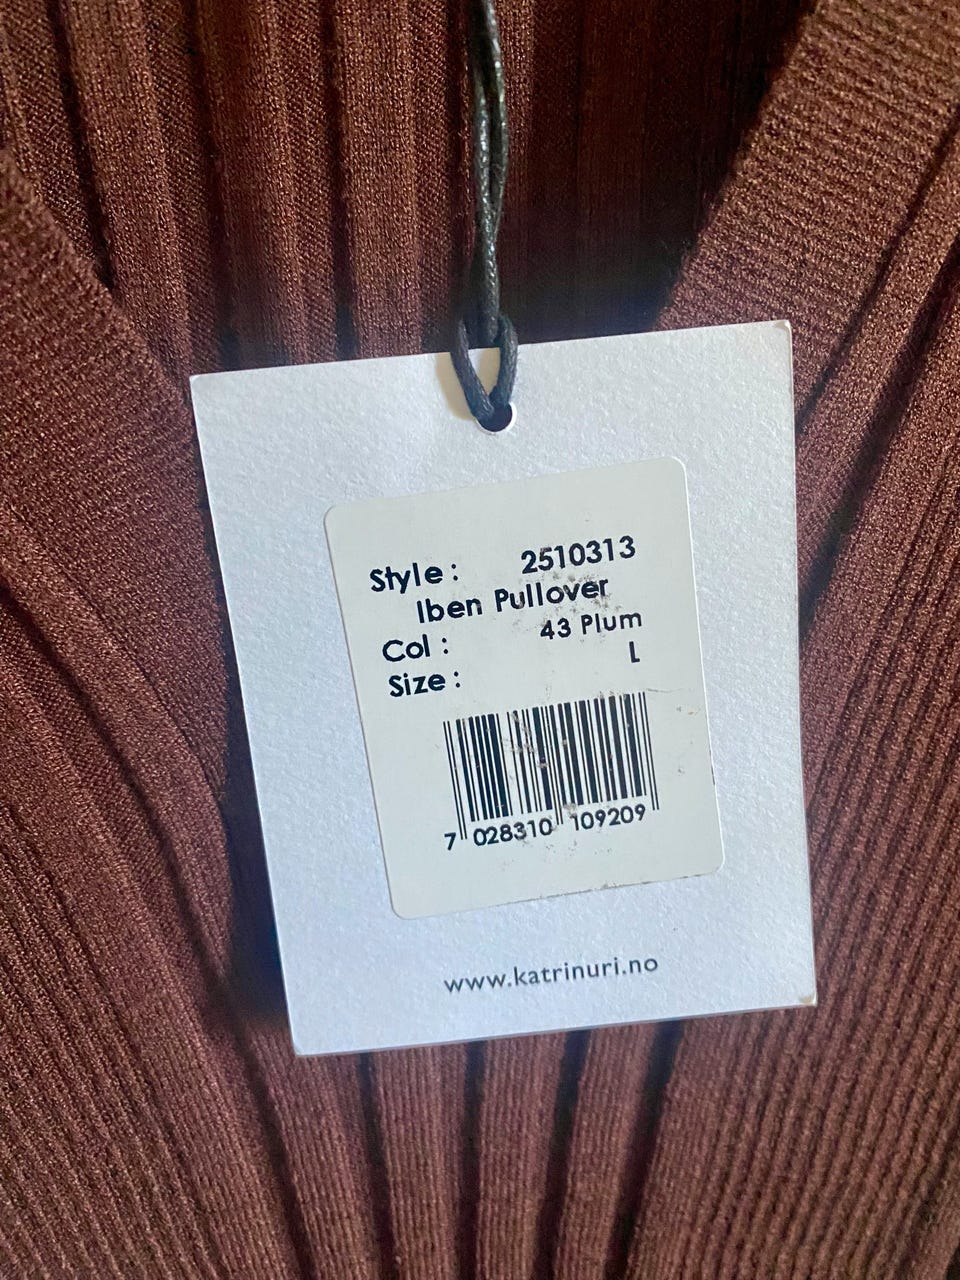 Style : 2510313
Iben Pullover
Col : 43 Plum
Size : L
7 028310 109209
www.katrinuri.no